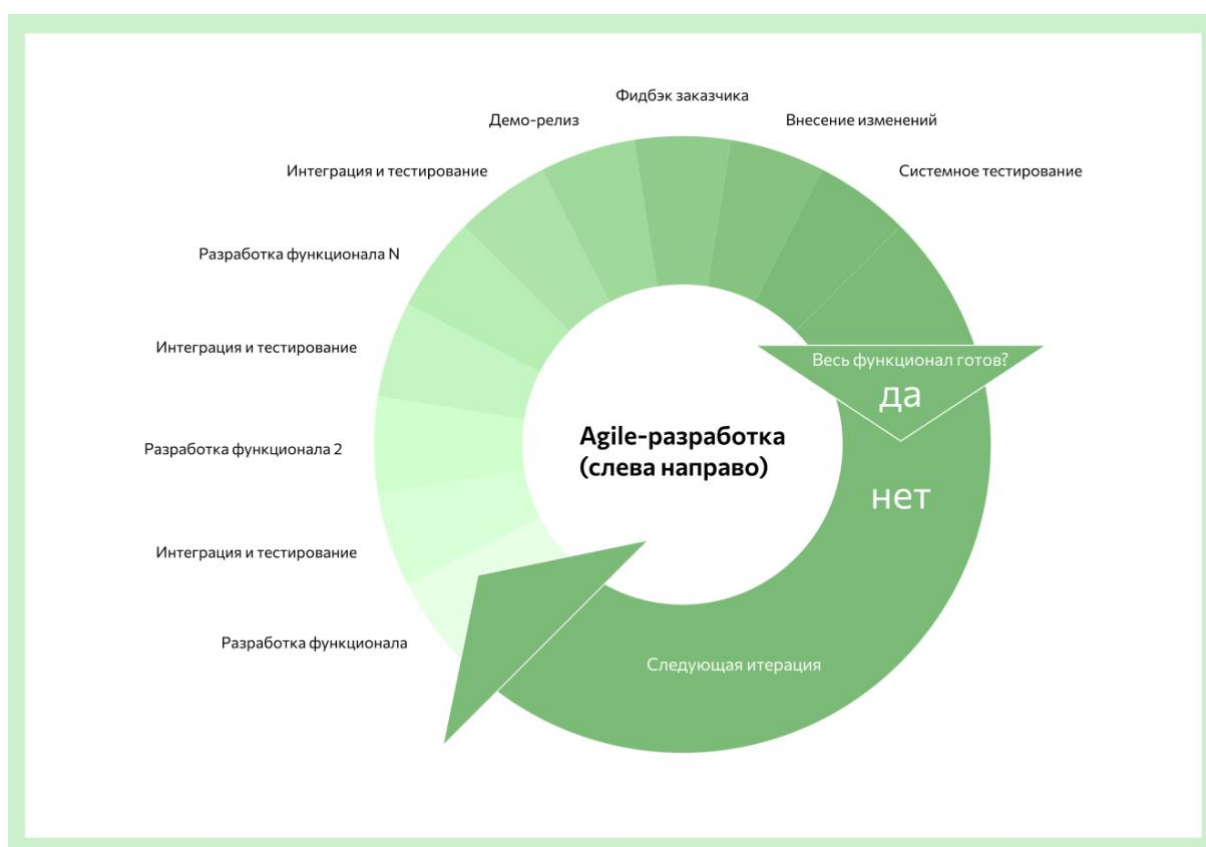 Фидбэк заказчика
Демо-релиз
Внесение изменений
Интеграция и тестирование
Системное тестирование
Разработка функционала N
Интеграция и тестирование
Весь функционал готов?
да
Agile-разработка
(слева направо)
Разработка функционала 2
нет
Интеграция и тестирование
Разработка функционала
Следующая итерация